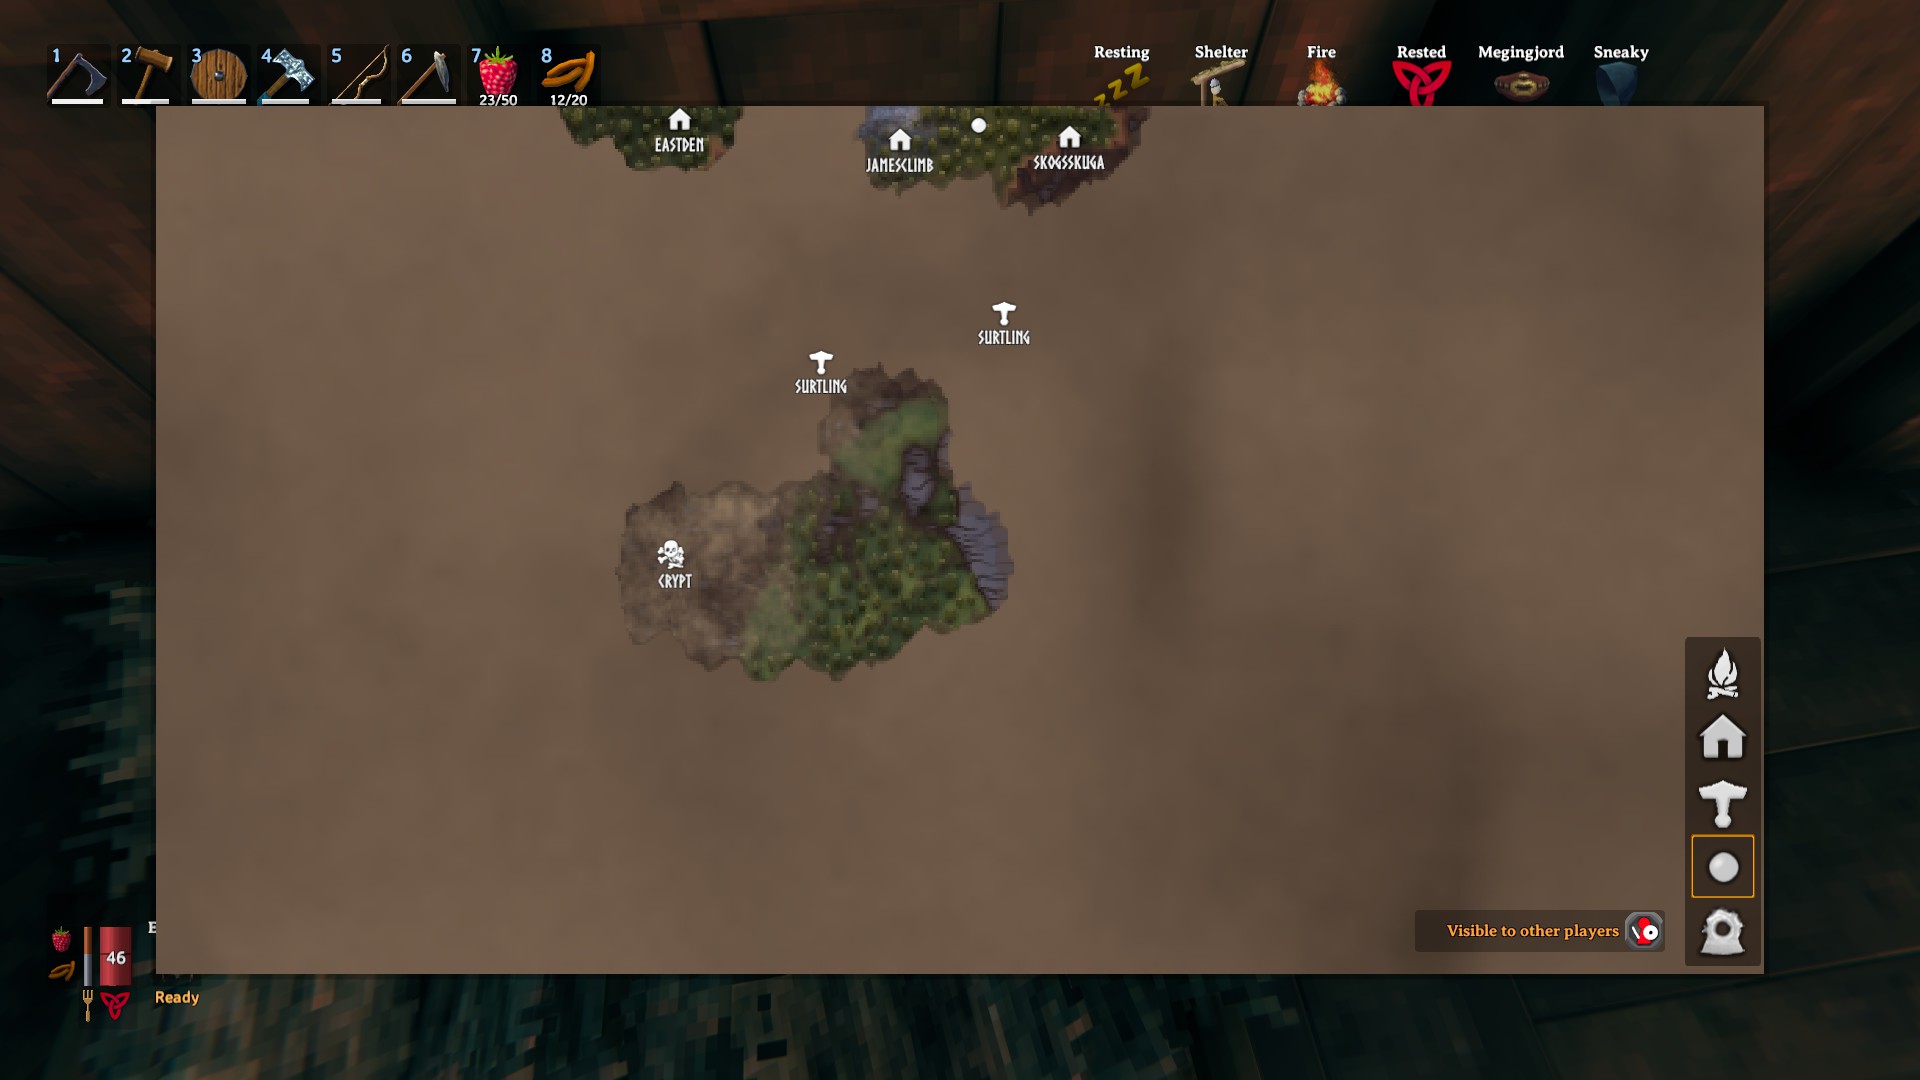 1 2 3 4 5 6 7 8
23/50 12/20
Resting Shelter Fire Rested Megingjord Sneaky
EASTDEN
JAMESCLIMB
SKOGSSKUGA
SURTLING
SURTLING
CRYPT
Visible to other players
46
Ready